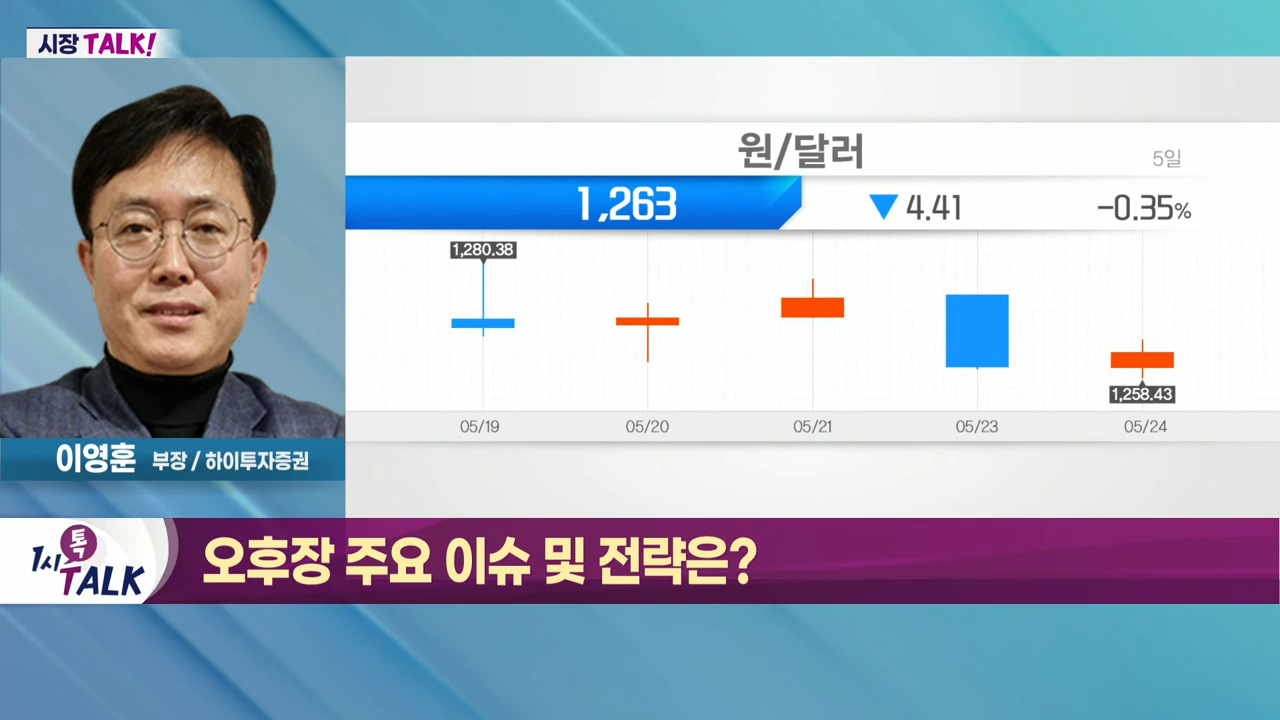 시장 TALK!
원/달러
5일
1,263
▼ 4.41
-0.35%
1,280.38
1,258.43
05/19
05/20
05/21
05/23
05/24
이영훈 부장 / 하이투자증권
1시 톡 TALK
오후장 주요 이슈 및 전략은?